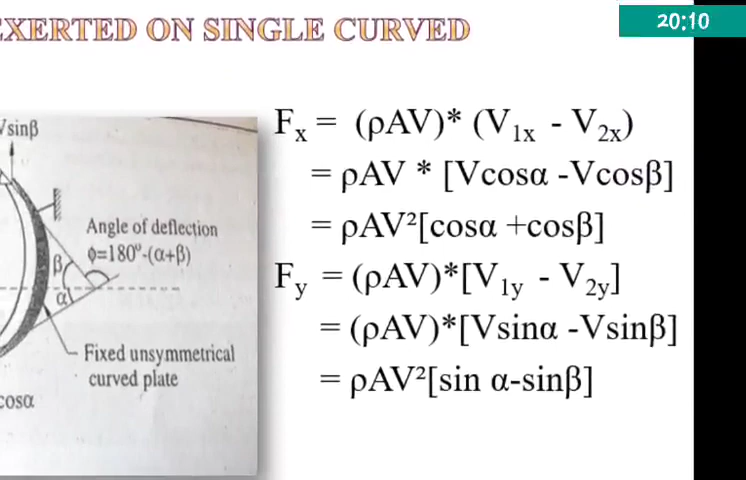 EXERTED ON SINGLE CURVED
20:10
Vsinβ
Angle of deflection
ϕ=180º-(α+β)
β
α
Fixed unsymmetrical
curved plate
cosα
Fx = (ρAV)* (V1x - V2x)
= ρAV * [Vcosα -Vcosβ]
= ρAV²[cosα +cosβ]
Fy = (ρAV)*[V1y - V2y]
= (ρAV)*[Vsinα -Vsinβ]
= ρAV²[sin α-sinβ]